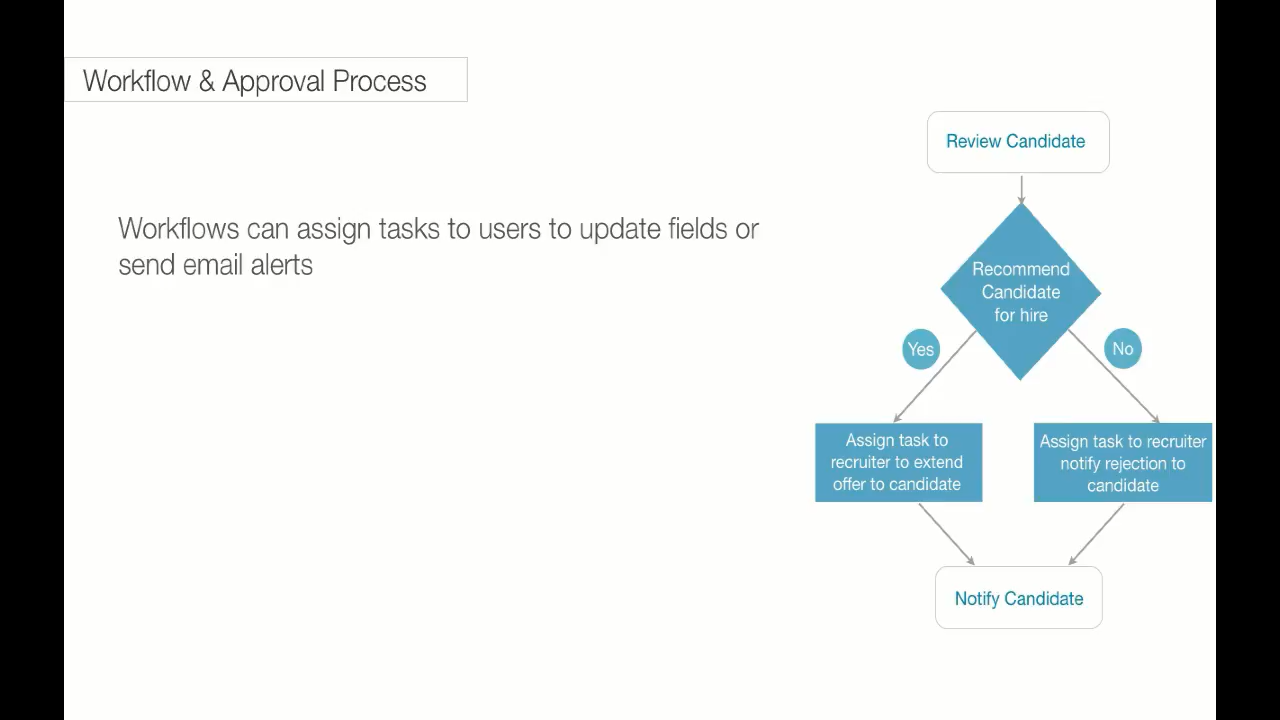 Workflow & Approval Process
Workflows can assign tasks to users to update fields or
send email alerts
Review Candidate
Recommend
Candidate
for hire
Yes
No
Assign task to
recruiter to extend
offer to candidate
Assign task to recruiter
notify rejection to
candidate
Notify Candidate